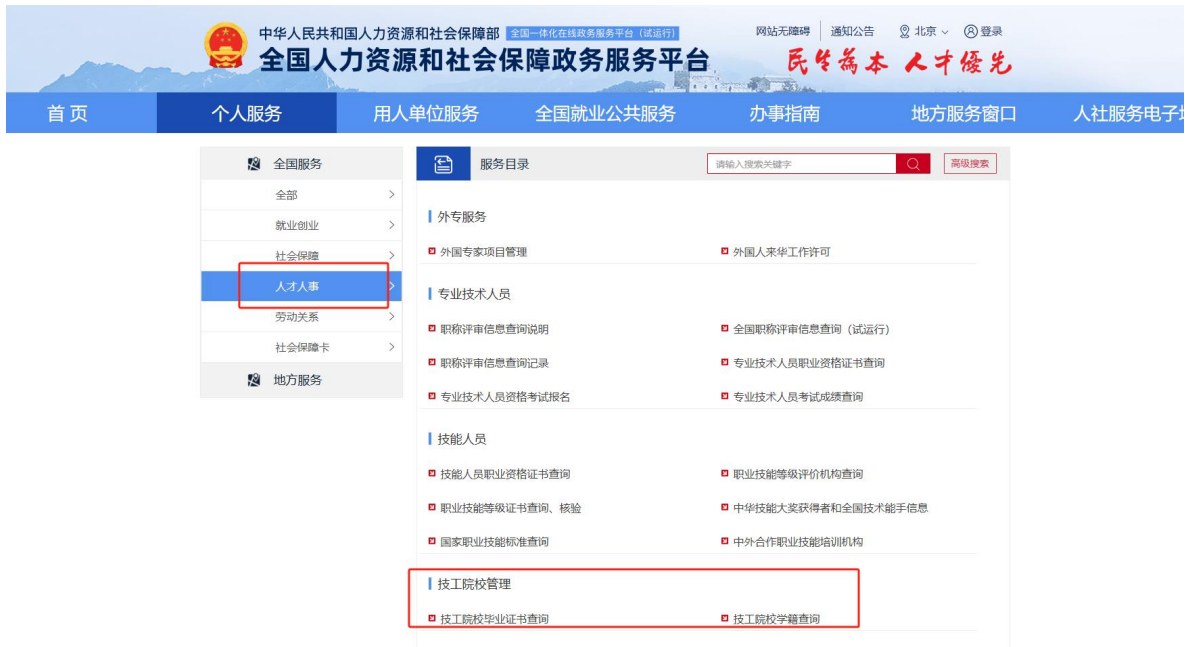 中华人民共和国人力资源和社会保障部 全国一体化在线政务服务平台（试运行）
全国人力资源和社会保障政务服务平台
网站无障碍 通知公告 北京 登录
民生为本 人才優先
首页 个人服务 用人单位服务 全国就业公共服务 办事指南 地方服务窗口 人社服务电子地
全国服务
全部
就业创业
社会保障
人才人事
劳动关系
社会保障卡
地方服务
服务目录 请输入搜索关键字 高级搜索
外专服务
外国专家项目管理 外国人来华工作许可
专业技术人员
职称评审信息查询说明 全国职称评审信息查询（试运行）
职称评审信息查询记录 专业技术人员职业资格证书查询
专业技术人员资格考试报名 专业技术人员考试成绩查询
技能人员
技能人员职业资格证书查询 职业技能等级评价机构查询
职业技能等级证书查询、核验 中华技能大奖获得者和全国技术能手信息
国家职业技能标准查询 中外合作职业技能培训机构
技工院校管理
技工院校毕业证书查询 技工院校学籍查询